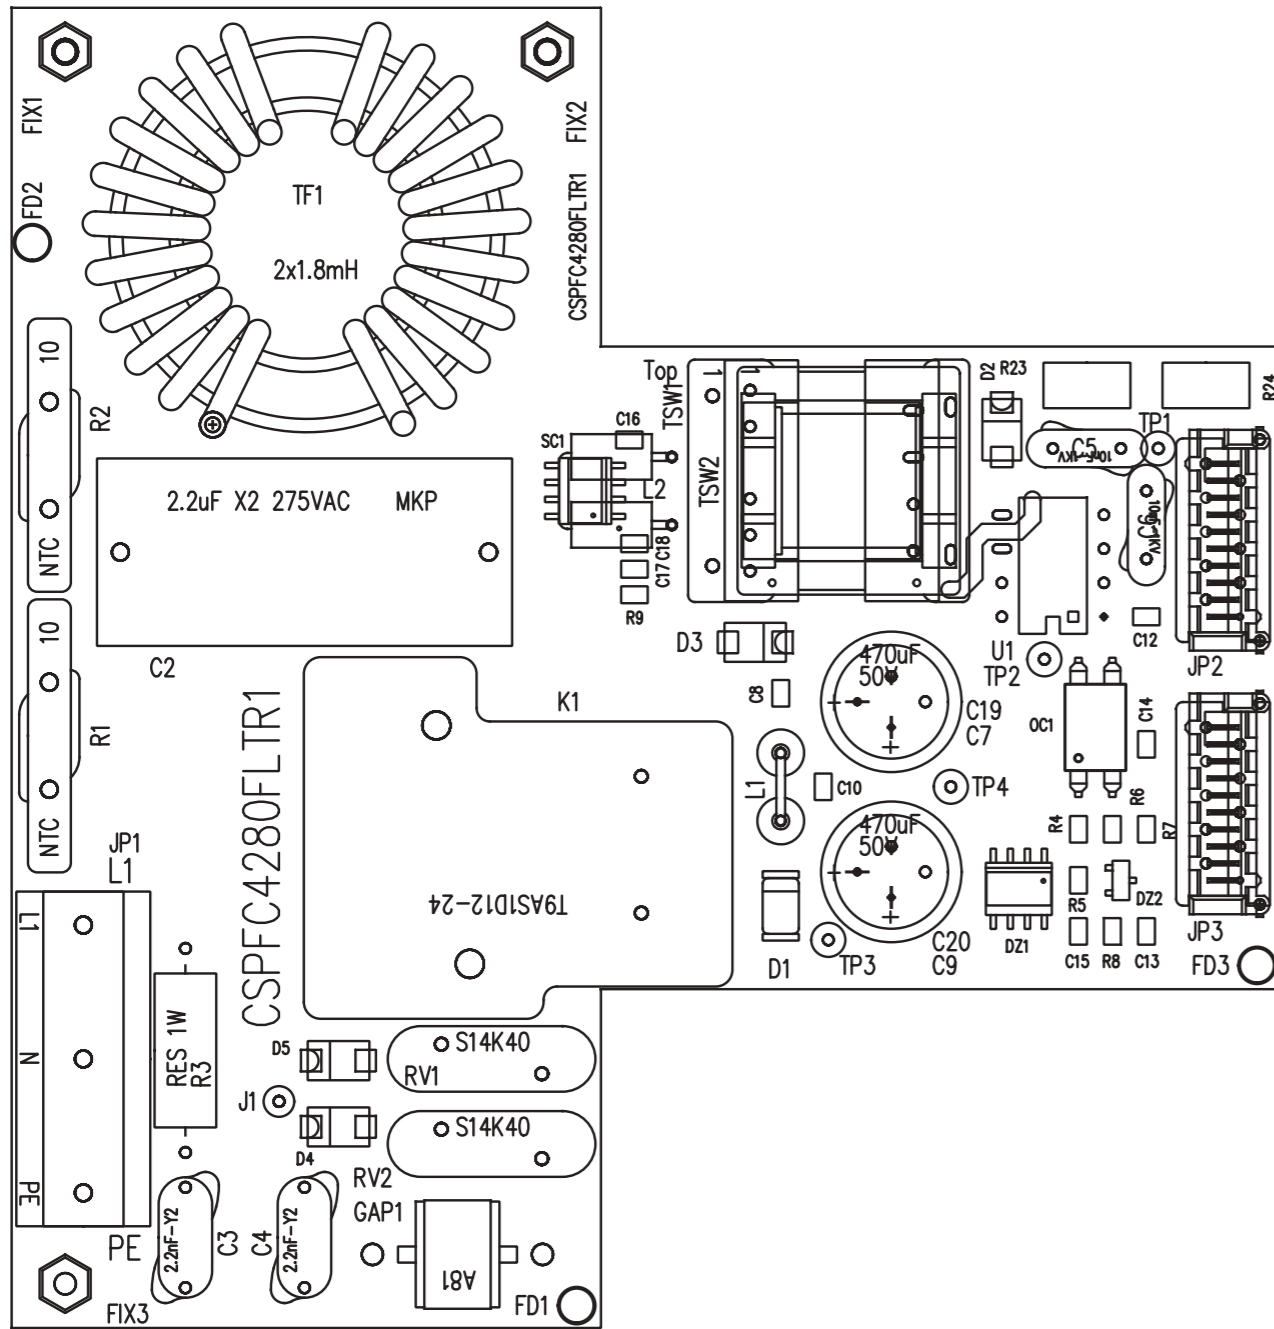 FIX1
FIX2
FD2
TF1
2x1.8mH
CSPFC4280FLTR1
10
R2
NTC
2.2uF X2 275VAC MKP
C2
10
R1
NTC
Top
TSW1
TSW2
1
C16
SC1
L2
C18
C17
R9
D2
R23
R24
TP1
C5
10nF-1KV
10nF-1KV
C12
U1
TP2
JP2
D3
C8
470uF
50V
C19
C7
OC1
C14
K1
CSPFC4280FLTR1
T9AS1D12-24
L1
C10
TP4
R6
R4
R7
470uF
50V
C20
C9
R5
DZ2
DZ1
C15
R8
C13
JP3
FD3
D1
TP3
JP1
L1
L1
N
PE
RES 1W
R3
D5
S14K40
RV1
J1
D4
S14K40
RV2
GAP1
A81
2.2nF-Y2
C3
C4
2.2nF-Y2
PE
FIX3
FD1